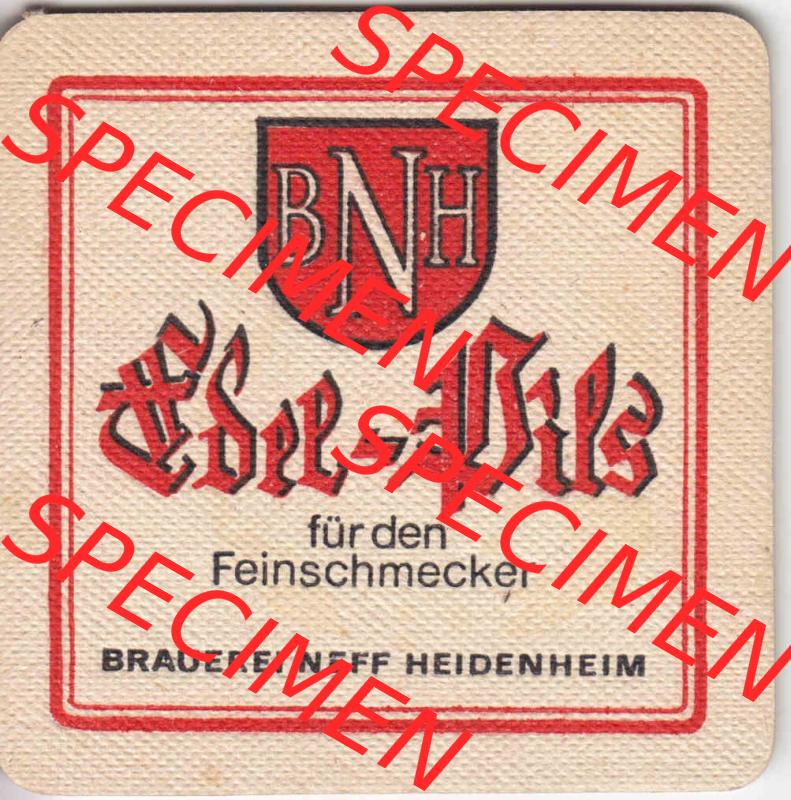 SPECIMEN
SPECIMEN
BNH
Edel-Pils
SPECIMEN
für den
Feinschmecker
SPECIMEN
BRAUEREI NEFF HEIDENHEIM